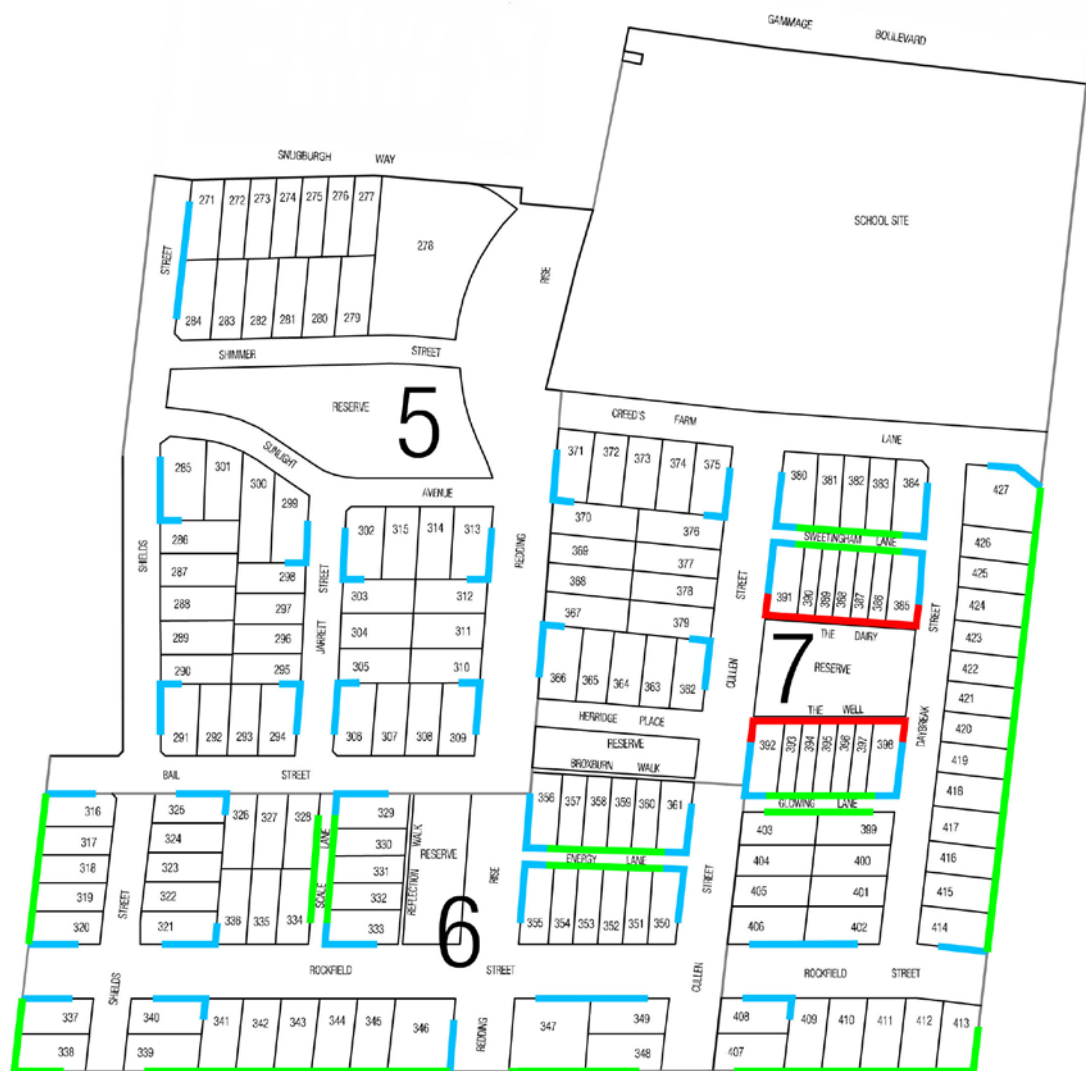 GAMMAGE BOULEVARD
SNUGBURGH WAY
271 272 273 274 275 276 277
278
SCHOOL SITE
STREET
RISE
284 283 282 281 280 279
SHIMMER STREET
RESERVE
5
CREED'S FARM LANE
SUNLIGHT AVENUE
285 301 300 299
371 372 373 374 375
380 381 382 383 384
427
302 315 314 313
370 376
286
SWEETINGHAM LANE
426
SHIELDS
STREET
REDDING
369 377
287 298
425
STREET
368 378
391 390 389 368 387 386 385
288 297
303 312
424
367 379
STREET
289 296
JARRETT
304 311
THE DAIRY
423
290 295
305 310
7
RESERVE
422
366 365 364 363 362
CULLEN
421
291 292 293 294
306 307 308 309
HERRIDGE PLACE
THE WELL
420
DAYBREAK
RESERVE
392 393 394 395 396 397 398
419
BROXBURN WALK
BAIL STREET
418
316
325
326 327 328
329
356 357 358 359 360 361
GLOWING LANE
317
324
LANE
330
WALK
403 399
417
318
323
331
RESERVE
ENERGY LANE
404 400
416
319
STREET
322
SCALE
332
REFLECTION
RISE
STREET
405 401
415
320
321
336 335 334
333
6
355 354 353 352 351 350
406 402
414
ROCKFIELD STREET
ROCKFIELD STREET
SHIELDS
CULLEN
337
340
341 342 343 344 345 346
REDDING
347
349
408
409 410 411 412 413
338
339
348
407